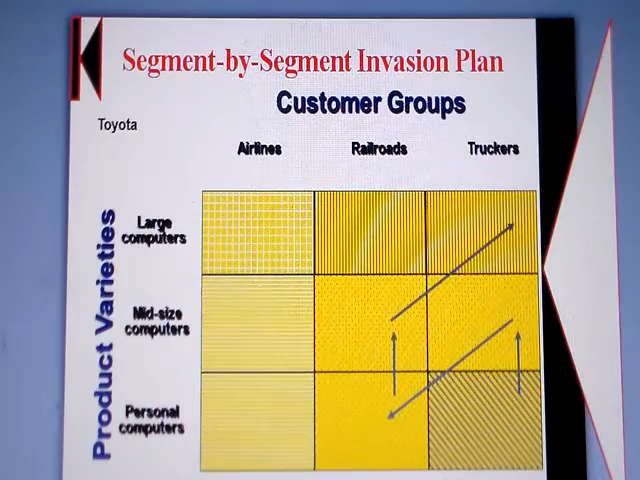 Segment-by-Segment Invasion Plan
Customer Groups
Toyota
Airlines Railroads Truckers
Product Varieties
Large
computers
Mid-size
computers
Personal
computers